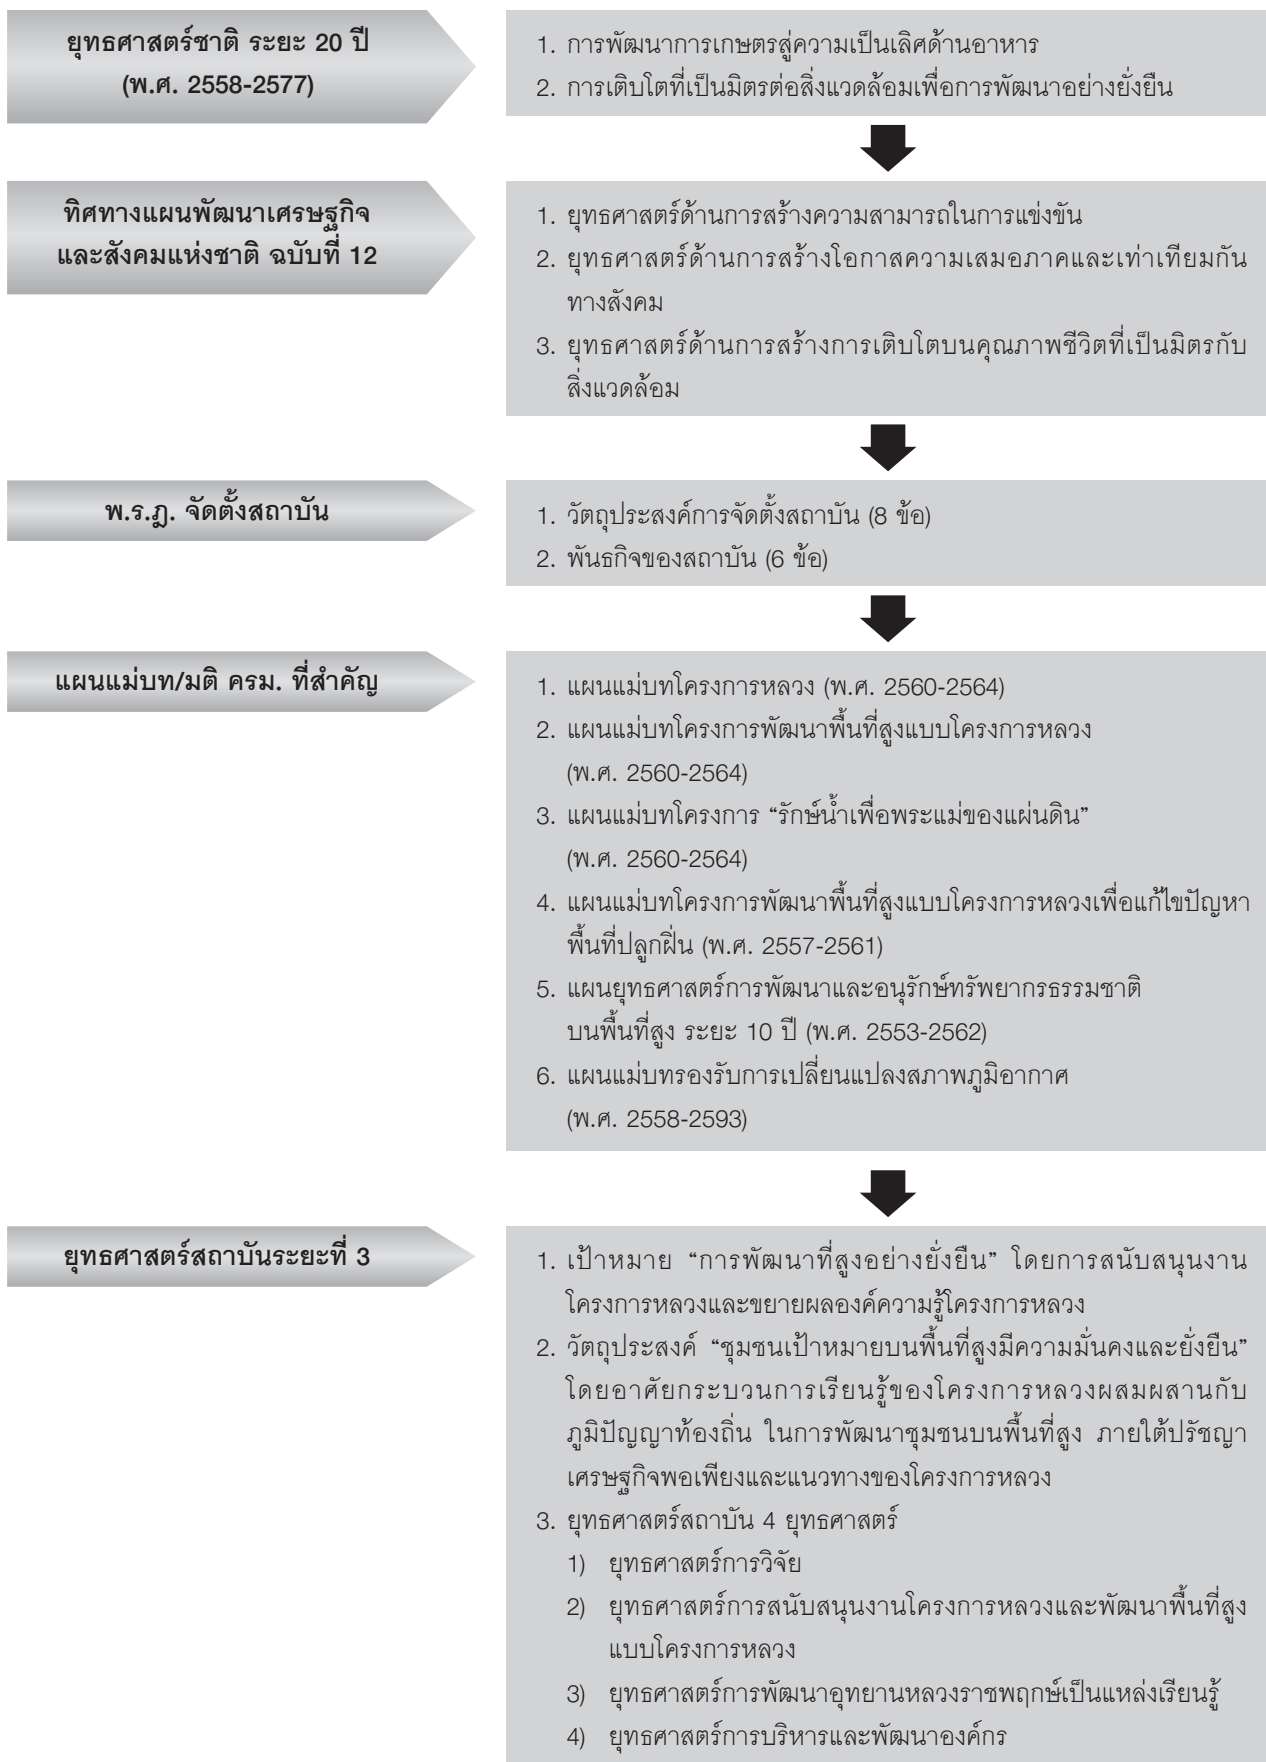 ยุทธศาสตร์ชาติ ระยะ 20 ปี
(พ.ศ. 2558-2577)
1. การพัฒนาการเกษตรสู่ความเป็นเลิศด้านอาหาร
2. การเติบโตที่เป็นมิตรต่อสิ่งแวดล้อมเพื่อการพัฒนาอย่างยั่งยืน
ทิศทางแผนพัฒนาเศรษฐกิจ
และสังคมแห่งชาติ ฉบับที่ 12
1. ยุทธศาสตร์ด้านการสร้างความสามารถในการแข่งขัน
2. ยุทธศาสตร์ด้านการสร้างโอกาสความเสมอภาคและเท่าเทียมกัน
ทางสังคม
3. ยุทธศาสตร์ด้านการสร้างการเติบโตบนคุณภาพชีวิตที่เป็นมิตรกับ
สิ่งแวดล้อม
พ.ร.ฎ. จัดตั้งสถาบัน
1. วัตถุประสงค์การจัดตั้งสถาบัน (8 ข้อ)
2. พันธกิจของสถาบัน (6 ข้อ)
แผนแม่บท/มติ ครม. ที่สำคัญ
1. แผนแม่บทโครงการหลวง (พ.ศ. 2560-2564)
2. แผนแม่บทโครงการพัฒนาพื้นที่สูงแบบโครงการหลวง
(พ.ศ. 2560-2564)
3. แผนแม่บทโครงการ “รักษ์น้ำเพื่อพระแม่ของแผ่นดิน”
(พ.ศ. 2560-2564)
4. แผนแม่บทโครงการพัฒนาพื้นที่สูงแบบโครงการหลวงเพื่อแก้ไขปัญหา
พื้นที่ปลูกฝิ่น (พ.ศ. 2557-2561)
5. แผนยุทธศาสตร์การพัฒนาและอนุรักษ์ทรัพยากรธรรมชาติ
บนพื้นที่สูง ระยะ 10 ปี (พ.ศ. 2553-2562)
6. แผนแม่บทรองรับการเปลี่ยนแปลงสภาพภูมิอากาศ
(พ.ศ. 2558-2593)
ยุทธศาสตร์สถาบันระยะที่ 3
1. เป้าหมาย “การพัฒนาที่สูงอย่างยั่งยืน” โดยการสนับสนุนงาน
โครงการหลวงและขยายผลองค์ความรู้โครงการหลวง
2. วัตถุประสงค์ “ชุมชนเป้าหมายบนพื้นที่สูงมีความมั่นคงและยั่งยืน”
โดยอาศัยกระบวนการเรียนรู้ของโครงการหลวงผสมผสานกับ
ภูมิปัญญาท้องถิ่น ในการพัฒนาชุมชนบนพื้นที่สูง ภายใต้ปรัชญา
เศรษฐกิจพอเพียงและแนวทางของโครงการหลวง
3. ยุทธศาสตร์สถาบัน 4 ยุทธศาสตร์
1) ยุทธศาสตร์การวิจัย
2) ยุทธศาสตร์การสนับสนุนงานโครงการหลวงและพัฒนาพื้นที่สูง
แบบโครงการหลวง
3) ยุทธศาสตร์การพัฒนาอุทยานหลวงราชพฤกษ์เป็นแหล่งเรียนรู้
4) ยุทธศาสตร์การบริหารและพัฒนาองค์กร